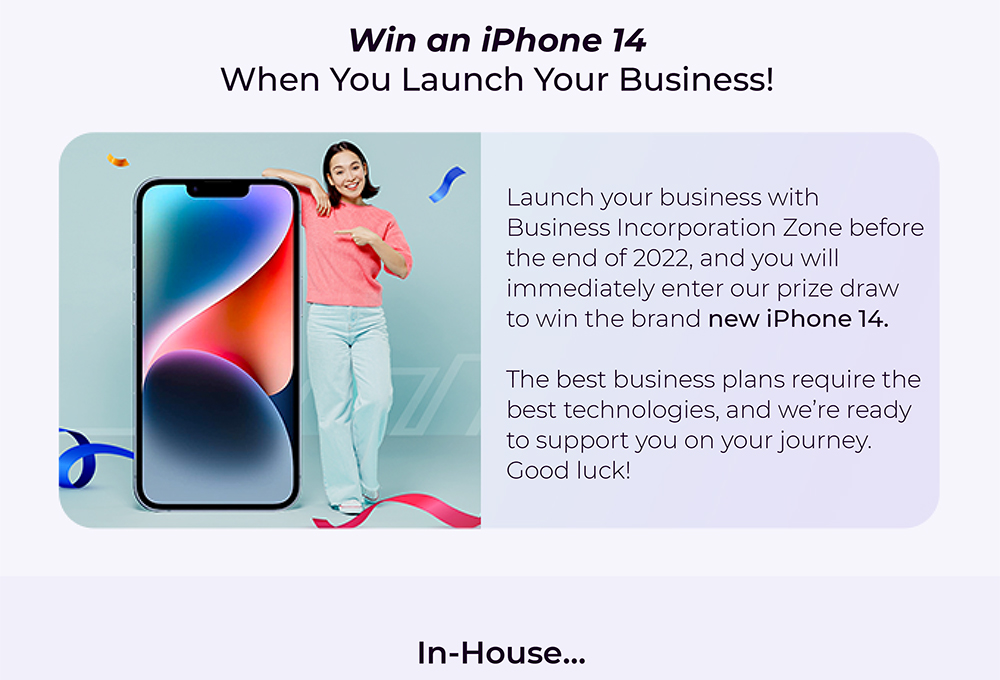 Win an iPhone 14
When You Launch Your Business!
Launch your business with
Business Incorporation Zone before
the end of 2022, and you will
immediately enter our prize draw
to win the brand new iPhone 14.
The best business plans require the
best technologies, and we’re ready
to support you on your journey.
Good luck!
In-House...